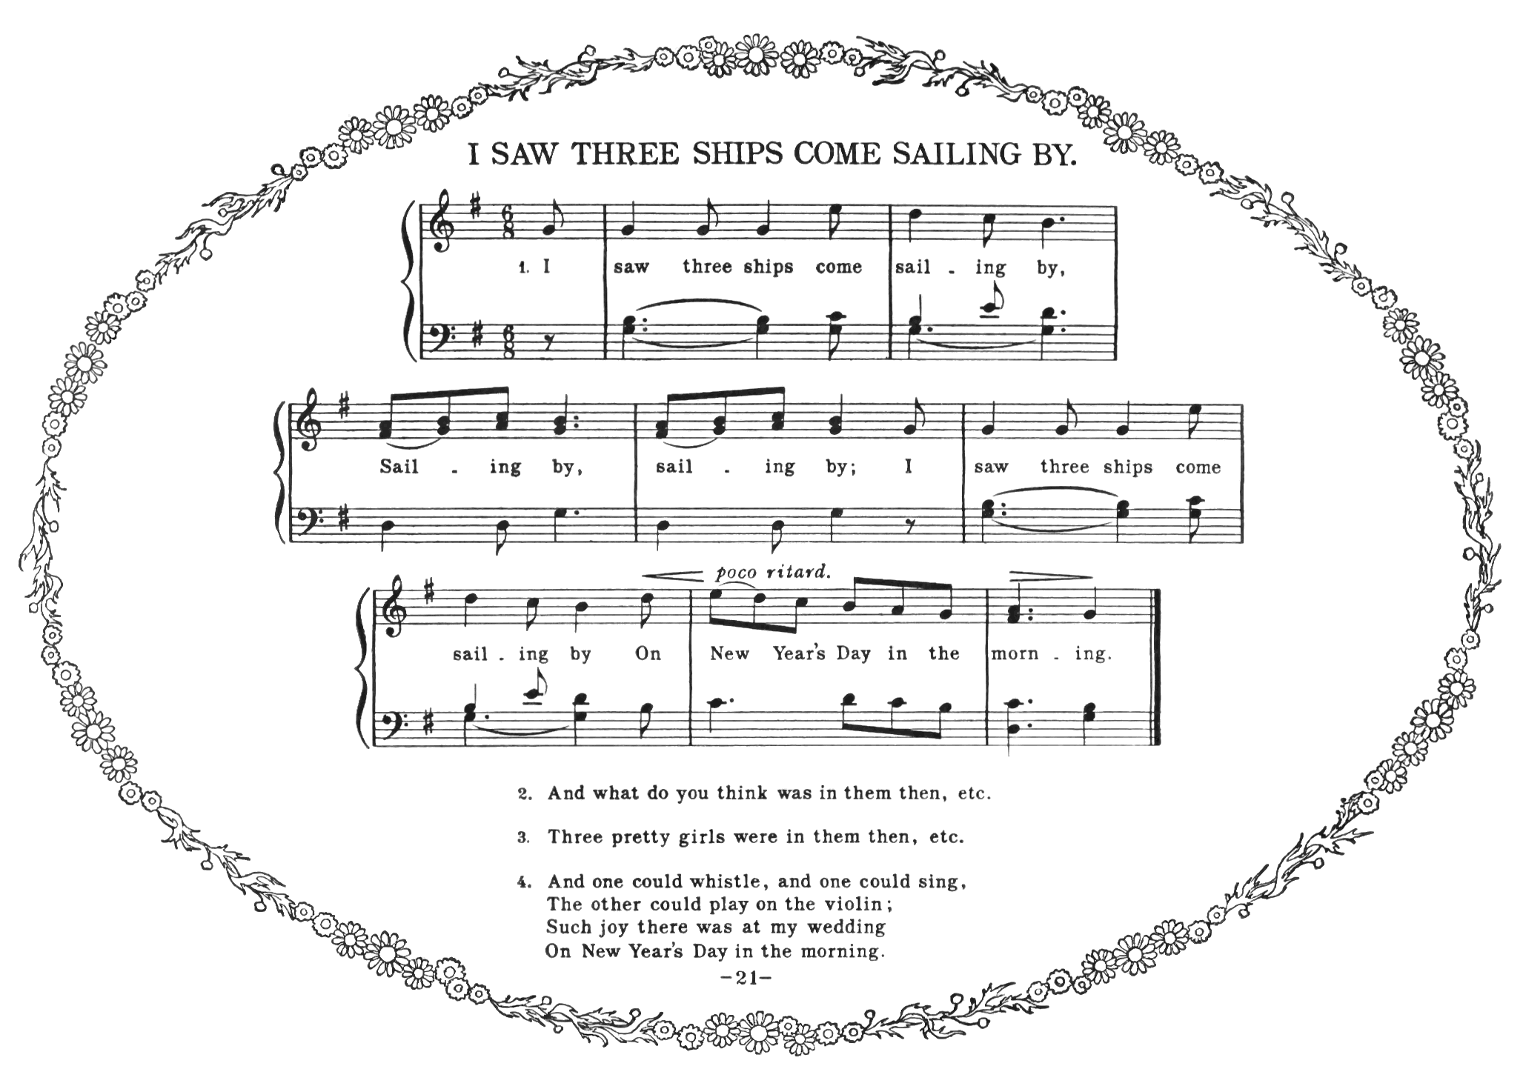 I SAW THREE SHIPS COME SAILING BY.
6 8
1. I saw three ships come sail - ing by,
6 8
Sail - ing by, sail - ing by; I saw three ships come
poco ritard.
sail - ing by On New Year's Day in the morn - ing.
2. And what do you think was in them then, etc.
3. Three pretty girls were in them then, etc.
4. And one could whistle, and one could sing,
The other could play on the violin;
Such joy there was at my wedding
On New Year's Day in the morning.
-21-